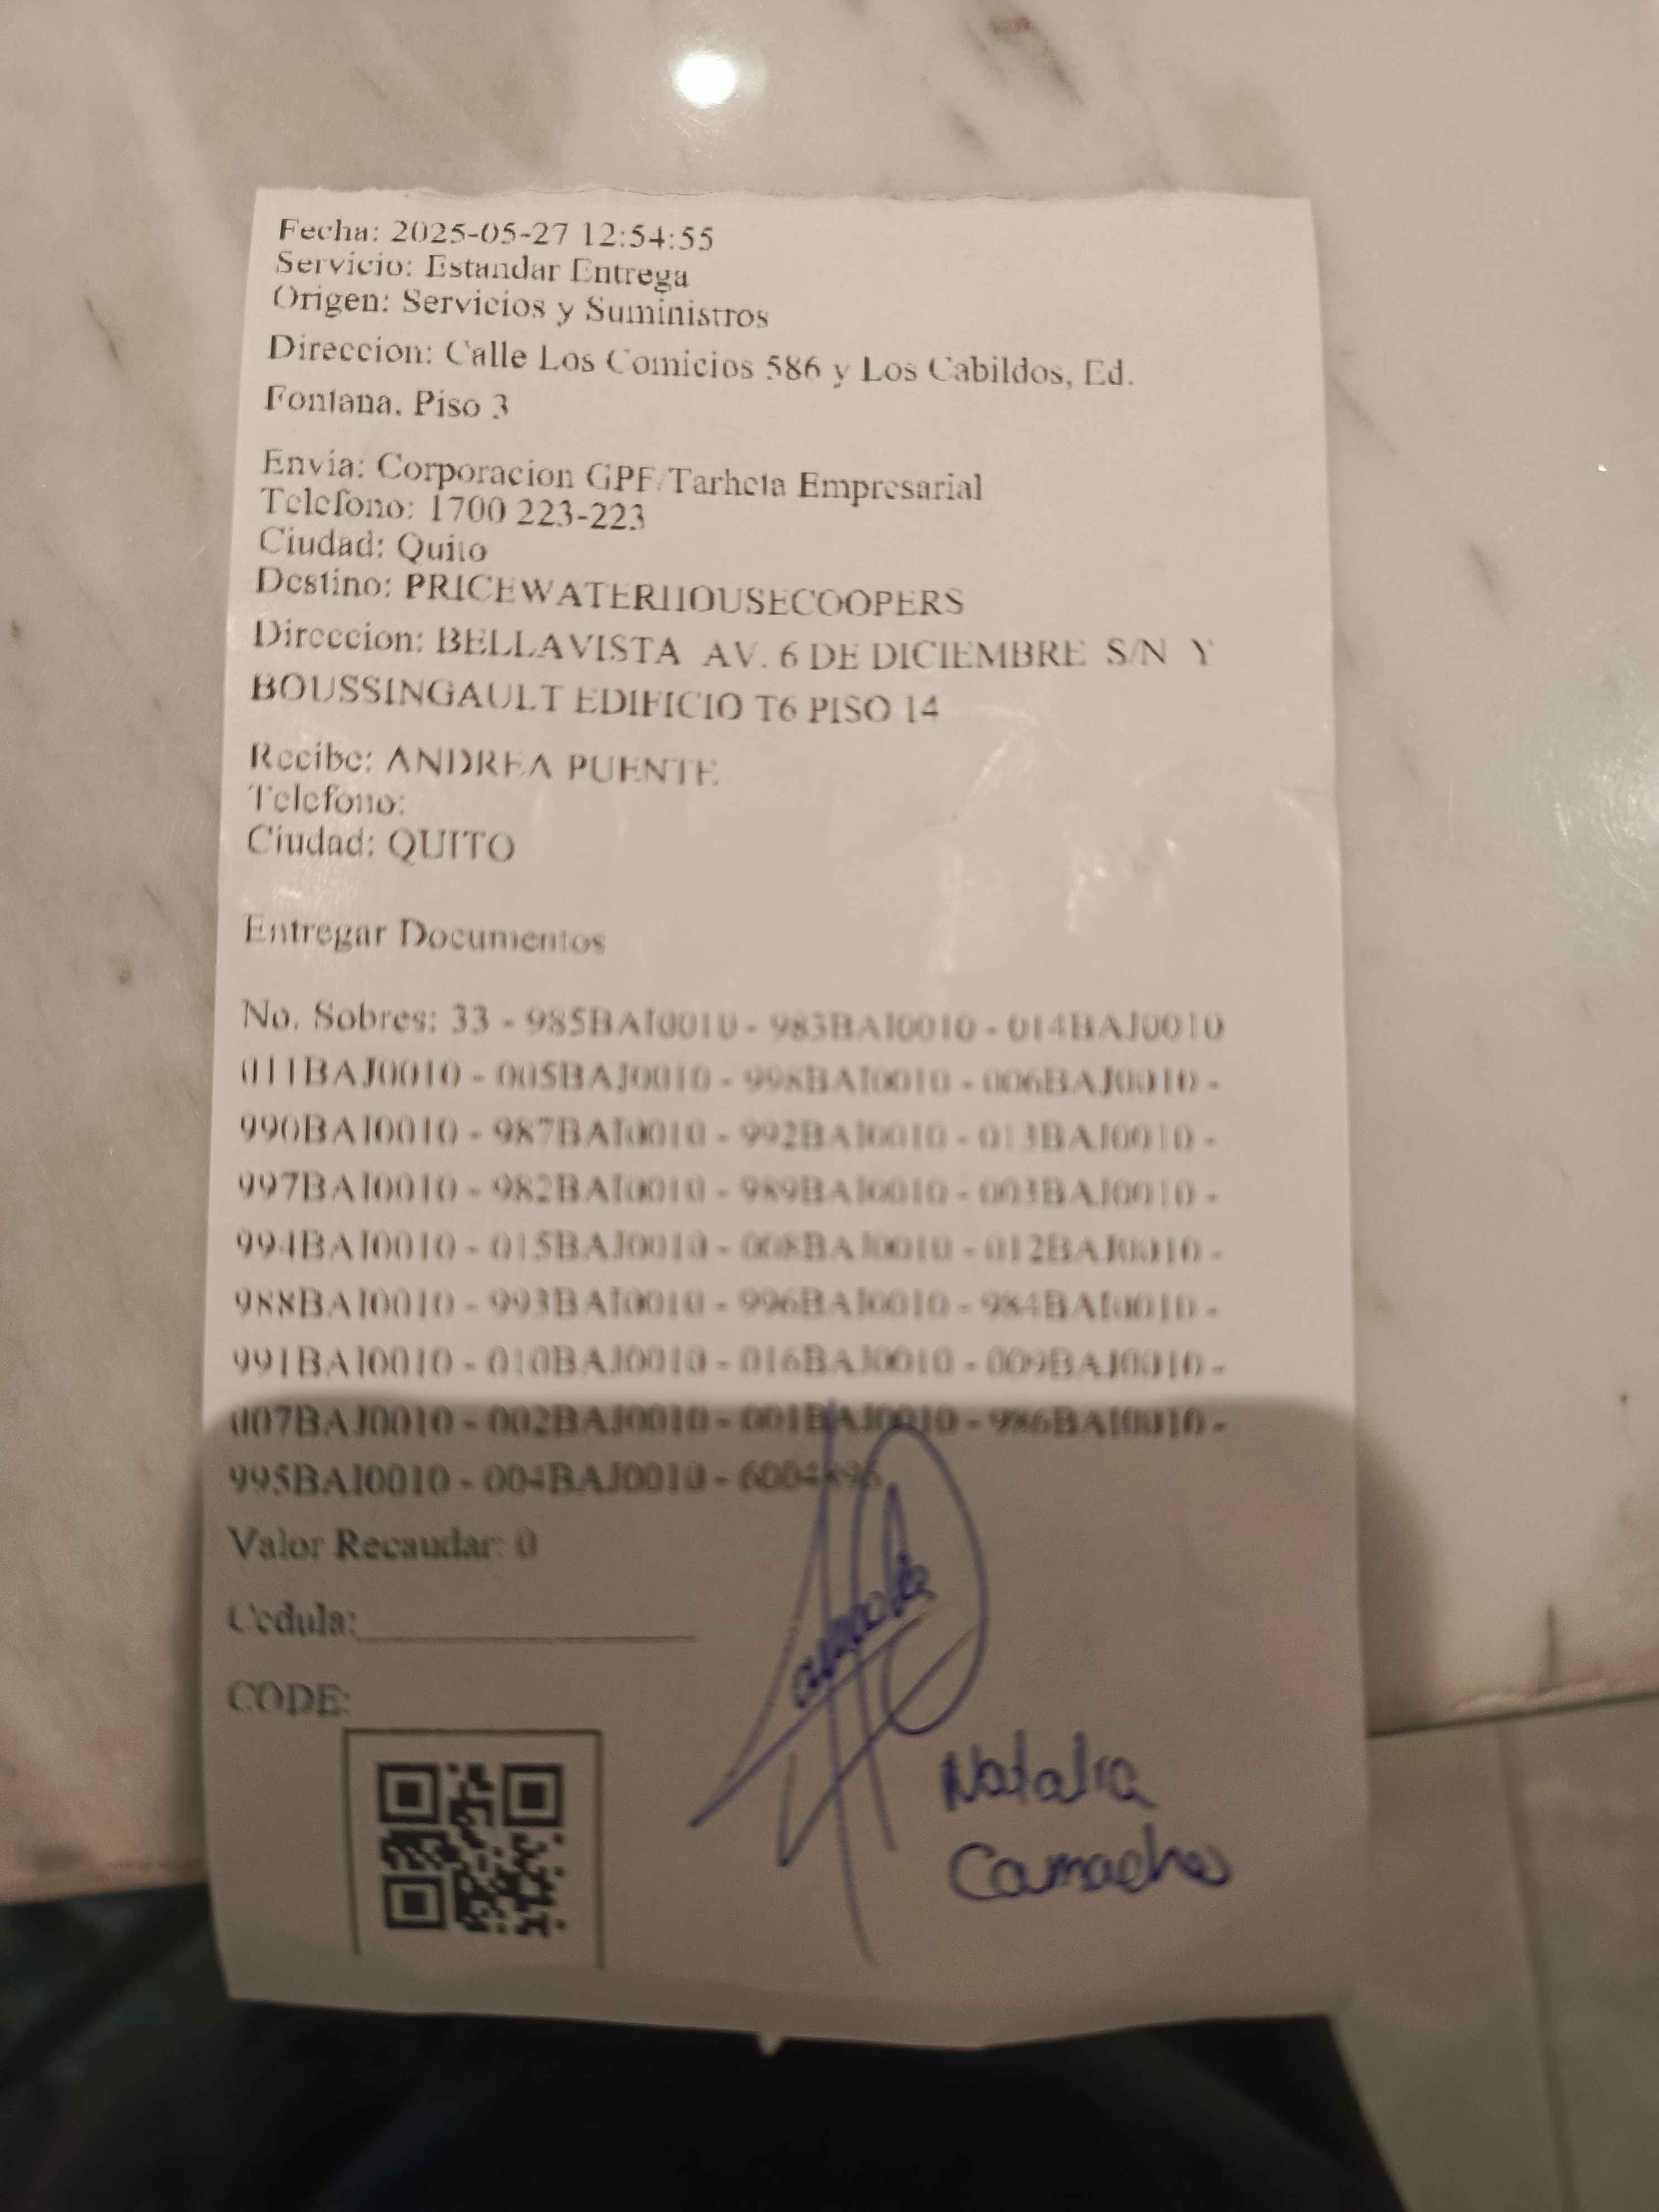 Fecha: 2025-05-27 12:54:55
Servicio: Estandar Entrega
Origen: Servicios y Suministros
Direccion: Calle Los Comicios 586 y Los Cabildos, Ed.
Fontana, Piso 3
Envia: Corporacion GPF/Tarheta Empresarial
Telefono: 1700 223-223
Ciudad: Quito
Destino: PRICEWATERHOUSECOOPERS
Direccion: BELLAVISTA AV. 6 DE DICIEMBRE S/N Y
BOUSSINGAULT EDIFICIO T6 PISO 14
Recibe: ANDREA PUENTE
Telefono:
Ciudad: QUITO
Entregar Documentos
No. Sobres: 33 - 985BAI0010 - 983BAI0010 - 014BAJ0010
011BAJ0010 - 005BAJ0010 - 998BAI0010 - 006BAJ0010 -
990BAI0010 - 987BAI0010 - 992BAI0010 - 013BAJ0010 -
997BAI0010 - 982BAI0010 - 989BAI0010 - 003BAJ0010 -
994BAI0010 - 015BAJ0010 - 008BAJ0010 - 012BAJ0010 -
988BAI0010 - 993BAI0010 - 996BAI0010 - 984BAI0010 -
991BAI0010 - 010BAJ0010 - 016BAJ0010 - 009BAJ0010 -
007BAJ0010 - 002BAJ0010 - 001BAJ0010 - 986BAI0010 -
995BAI0010 - 004BAJ0010 -
Valor Recaudar: 0
Cedula:
CODE:
Natalia
Camacho